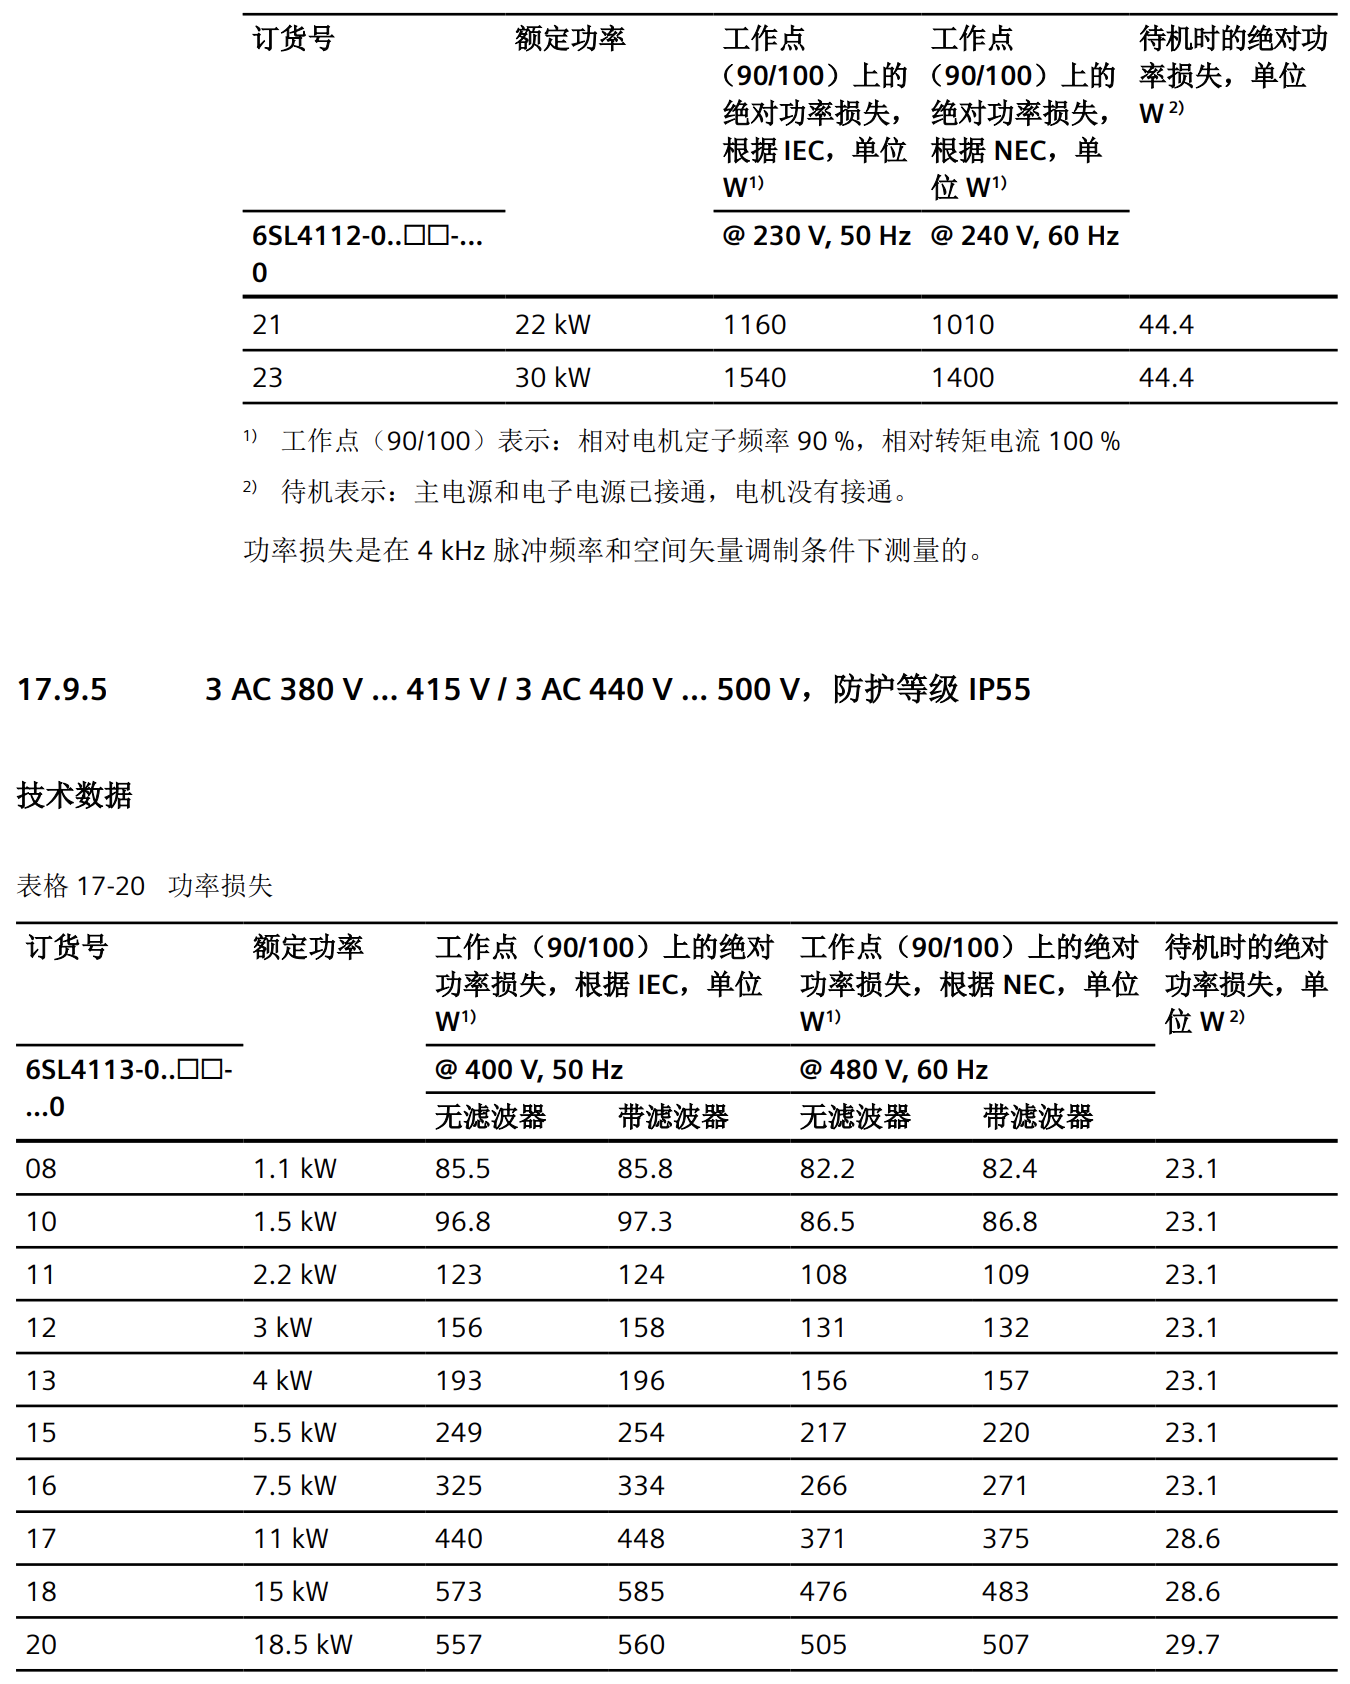 订货号 额定功率 工作点 工作点 待机时的绝对功
（90/100）上的 （90/100）上的 率损失，单位
绝对功率损失， 绝对功率损失， W 2)
根据 IEC，单位 根据 NEC，单
W1) 位 W1)
6SL4112-0..□□-... @ 230 V, 50 Hz @ 240 V, 60 Hz
0
21 22 kW 1160 1010 44.4
23 30 kW 1540 1400 44.4
1) 工作点（90/100）表示：相对电机定子频率 90 %，相对转矩电流 100 %
2) 待机表示：主电源和电子电源已接通，电机没有接通。
功率损失是在 4 kHz 脉冲频率和空间矢量调制条件下测量的。
17.9.5 3 AC 380 V ... 415 V / 3 AC 440 V ... 500 V，防护等级 IP55
技术数据
表格 17-20 功率损失
订货号 额定功率 工作点（90/100）上的绝对 工作点（90/100）上的绝对 待机时的绝对
功率损失，根据 IEC，单位 功率损失，根据 NEC，单位 功率损失，单
W1) W1) 位 W 2)
6SL4113-0..□□- @ 400 V, 50 Hz @ 480 V, 60 Hz
...0 无滤波器 带滤波器 无滤波器 带滤波器
08 1.1 kW 85.5 85.8 82.2 82.4 23.1
10 1.5 kW 96.8 97.3 86.5 86.8 23.1
11 2.2 kW 123 124 108 109 23.1
12 3 kW 156 158 131 132 23.1
13 4 kW 193 196 156 157 23.1
15 5.5 kW 249 254 217 220 23.1
16 7.5 kW 325 334 266 271 23.1
17 11 kW 440 448 371 375 28.6
18 15 kW 573 585 476 483 28.6
20 18.5 kW 557 560 505 507 29.7